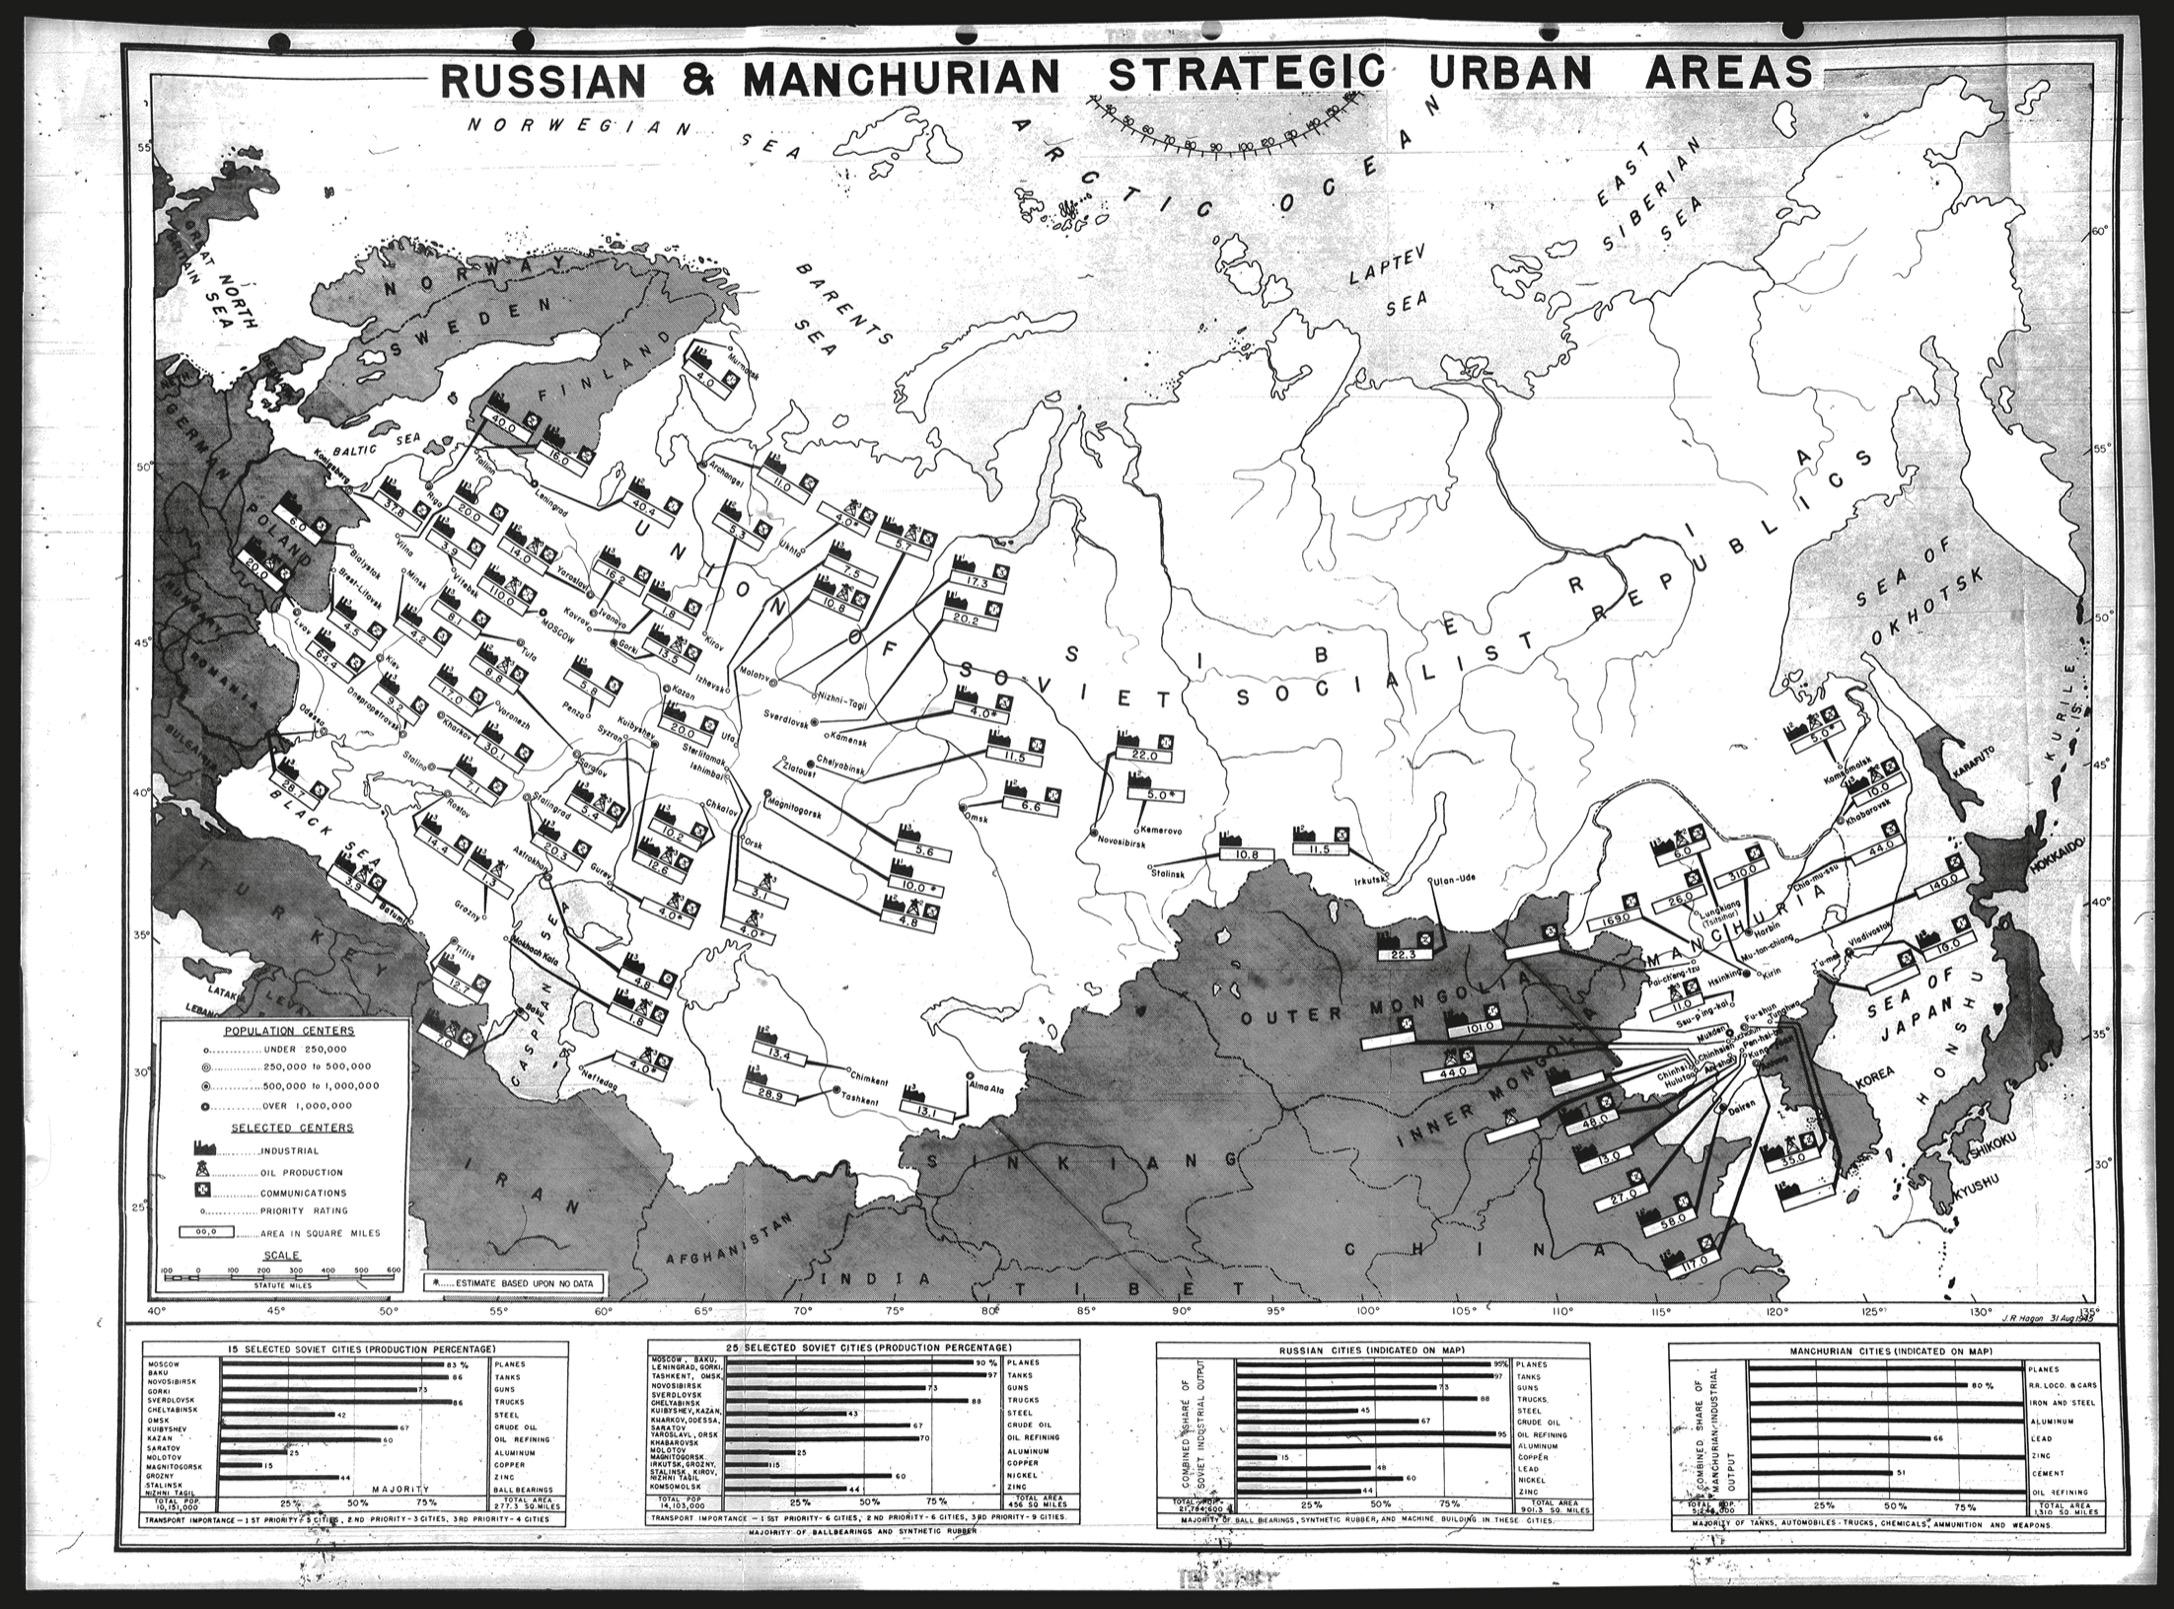 RUSSIAN & MANCHURIAN STRATEGIC URBAN AREAS
NORWEGIAN SEA
ARCTIC OCEAN
EAST SIBERIAN SEA
LAPTEV SEA
BARENTS SEA
GREAT BRITAIN
NORTH SEA
NORWAY
SWEDEN
FINLAND
BALTIC SEA
GERMANY
POLAND
HUNGARY
ROMANIA
BULGARIA
BLACK SEA
TURKEY
LATAKIA
LEBANON
CASPIAN SEA
IRAN
AFGHANISTAN
INDIA
TIBET
SINKIANG
CHINA
OUTER MONGOLIA
INNER MONGOLIA
MANCHURIA
KOREA
SEA OF JAPAN
HONSHU
SHIKOKU
KYUSHU
HOKKAIDO
KARAFUTO
KURILE IS.
SEA OF OKHOTSK
UNION OF SOVIET SOCIALIST REPUBLICS
SIBERIA
Murmansk
4.0
40.0
16.0
Konigsberg
Tallinn
Riga
Leningrad
40.4
Archangel
11.0
37.8
20.0
6.0
Vilna
3.9
14.0
5.3
Ukhta
4.0*
5.7
20.0
Bialystok
Brest-Litovsk
Minsk
Vitebsk
Yaroslavl
16.2
7.5
17.3
110.0
MOSCOW
Kovrov
Ivanovo
1.8
10.8
20.2
Lvov
4.5
4.2
8.1
Gorki
13.5
Kirov
64.4
Kiev
Tula
8.8
5.8
Izhevsk
Molotov
Nizhni-Tagil
Dnepropetrovsk
9.2
17.0
Voronezh
Penza
Kazan
20.0
Sverdlovsk
Kamensk
4.0*
Odessa
Kharkov
30.1
Syzran
Kuibyshev
Ufa
Sterlitamak
Ishimbai
Zlatoust
Chelyabinsk
11.5
28.7
Stalino
7.1
Saratov
5.4
Magnitogorsk
Chkalov
10.2
Omsk
6.6
22.0
5.0*
Novosibirsk
Kemerovo
Rostov
14.4
Stalingrad
20.3
12.6
Orsk
5.6
10.0*
4.8
Stalinsk
10.8
11.5
Irkutsk
Ulan-Ude
22.3
3.9
Batumi
1.3
Grozny
Astrakhan
Gurev
4.0*
3.1
4.0*
Tiflis
12.7
Makhach Kala
4.8
1.8
7.0
Baku
Neftedag
4.0*
13.4
Chimkent
28.9
Tashkent
13.1
Alma Ata
5.0*
Komsomolsk
10.0
Khabarovsk
6.0
310.0
44.0
Chia-mu-ssu
140.0
169.0
26.0
Lungkiang
(Tsitsihar)
Harbin
Mu-tan-chiang
Vladivostok
16.0
Pai-cheng-tzu
Hsinking
Kirin
11.0
Ssu-p'ing-kai
101.0
44.0
Mukden
Fu-shun
Tunghwa
Chinhsien
Chinhsi
Hulutao
Dairen
48.0
13.0
27.0
58.0
117.0
35.0
POPULATION CENTERS
UNDER 250,000
250,000 to 500,000
500,000 to 1,000,000
OVER 1,000,000
SELECTED CENTERS
INDUSTRIAL
OIL PRODUCTION
COMMUNICATIONS
PRIORITY RATING
00.0 AREA IN SQUARE MILES
SCALE
100 0 100 200 300 400 500 600
STATUTE MILES
*..... ESTIMATE BASED UPON NO DATA
40° 45° 50° 55° 60° 65° 70° 75° 80° 85° 90° 95° 100° 105° 110° 115° 120° 125° 130° 135°
J.R. Hagan 31 Aug 1945
15 SELECTED SOVIET CITIES (PRODUCTION PERCENTAGE)
MOSCOW
BAKU
NOVOSIBIRSK
GORKI
SVERDLOVSK
CHELYABINSK
OMSK
KUIBYSHEV
KAZAN
SARATOV
MOLOTOV
MAGNITOGORSK
GROZNY
STALINSK
NIZHNI TAGIL
83 % PLANES
86 TANKS
73 GUNS
86 TRUCKS
42 STEEL
67 CRUDE OIL
60 OIL REFINING
25 ALUMINUM
15 COPPER
44 ZINC
MAJORITY BALL BEARINGS
TOTAL POP. 10,151,000
25% 50% 75%
TOTAL AREA 277.3 SQ.MILES
TRANSPORT IMPORTANCE - 1 ST PRIORITY - 5 CITIES, 2 ND PRIORITY - 3 CITIES, 3RD PRIORITY - 4 CITIES
25 SELECTED SOVIET CITIES (PRODUCTION PERCENTAGE)
MOSCOW, BAKU,
LENINGRAD, GORKI,
TASHKENT, OMSK,
NOVOSIBIRSK
SVERDLOVSK
CHELYABINSK
KUIBYSHEV, KAZAN,
KHARKOV, ODESSA,
SARATOV
YAROSLAVL, ORSK
KHABAROVSK
MOLOTOV
MAGNITOGORSK
IRKUTSK, GROZNY,
STALINSK, KIROV,
NIZHNI TAGIL
KOMSOMOLSK
90 % PLANES
97 TANKS
73 GUNS
88 TRUCKS
43 STEEL
67 CRUDE OIL
70 OIL REFINING
25 ALUMINUM
15 COPPER
60 NICKEL
44 ZINC
TOTAL POP 14,103,000
25% 50% 75%
TOTAL AREA 456 SQ MILES
TRANSPORT IMPORTANCE - 1 SST PRIORITY - 6 CITIES, 2 ND PRIORITY - 6 CITIES, 3RD PRIORITY - 9 CITIES.
MAJOIRITY OF BALLBEARINGS AND SYNTHETIC RUBBER
RUSSIAN CITIES (INDICATED ON MAP)
COMBINED SHARE OF
SOVIET INDUSTRIAL OUTPUT
95% PLANES
97 TANKS
73 GUNS
88 TRUCKS
45 STEEL
67 CRUDE OIL
95 OIL REFINING
ALUMINUM
15 COPPER
48 LEAD
60 NICKEL
44 ZINC
25% 50% 75%
TOTAL AREA 901.3 SQ. MILES
MAJORITY OF BALL BEARINGS, SYNTHETIC RUBBER, AND MACHINE BUILDING IN THESE CITIES.
MANCHURIAN CITIES (INDICATED ON MAP)
COMBINED SHARE OF
MANCHURIAN INDUSTRIAL
OUTPUT
PLANES
80 % R.R. LOCO. & CARS
IRON AND STEEL
ALUMINUM
66 LEAD
ZINC
51 CEMENT
OIL REFINING
25% 50% 75%
TOTAL AREA 1,310 SQ MILES
MAJORITY OF TANKS, AUTOMOBILES - TRUCKS, CHEMICALS, AMMUNITION AND WEAPONS.
TOP SECRET